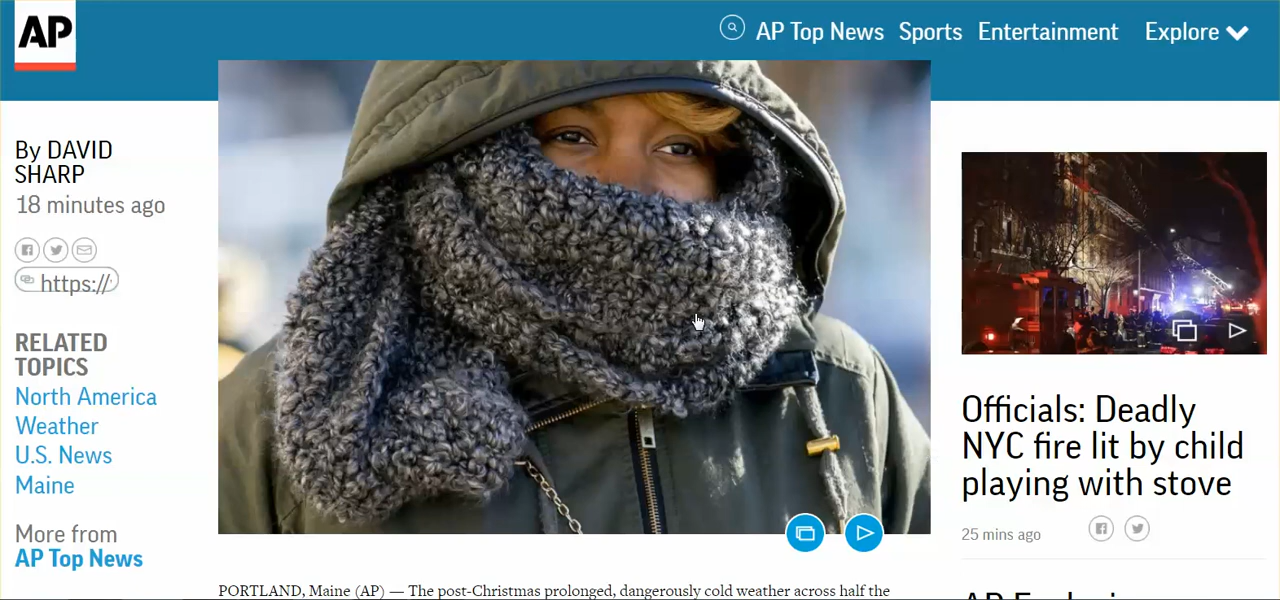 AP
AP Top News Sports Entertainment Explore
By DAVID
SHARP
18 minutes ago
https://
RELATED
TOPICS
North America
Weather
U.S. News
Maine
More from
AP Top News
PORTLAND, Maine (AP) — The post-Christmas prolonged, dangerously cold weather across half the
Officials: Deadly
NYC fire lit by child
playing with stove
25 mins ago